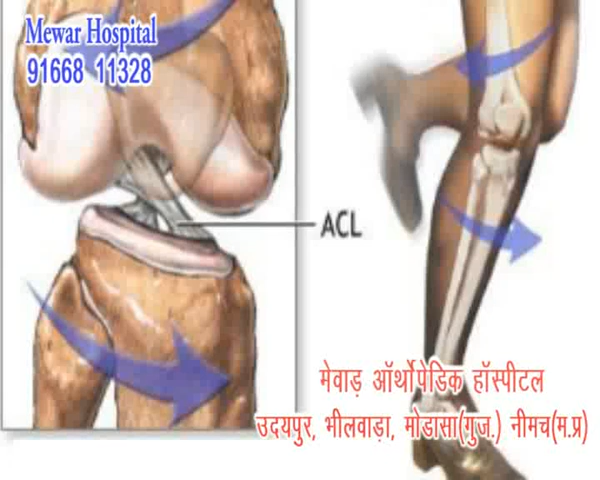 Mewar Hospital
91668 11328
ACL
मेवाड़ ऑर्थोपेडिक हॉस्पीटल
उदयपुर, भीलवाड़ा, मोडासा(गुज.) नीमच(म.प्र)